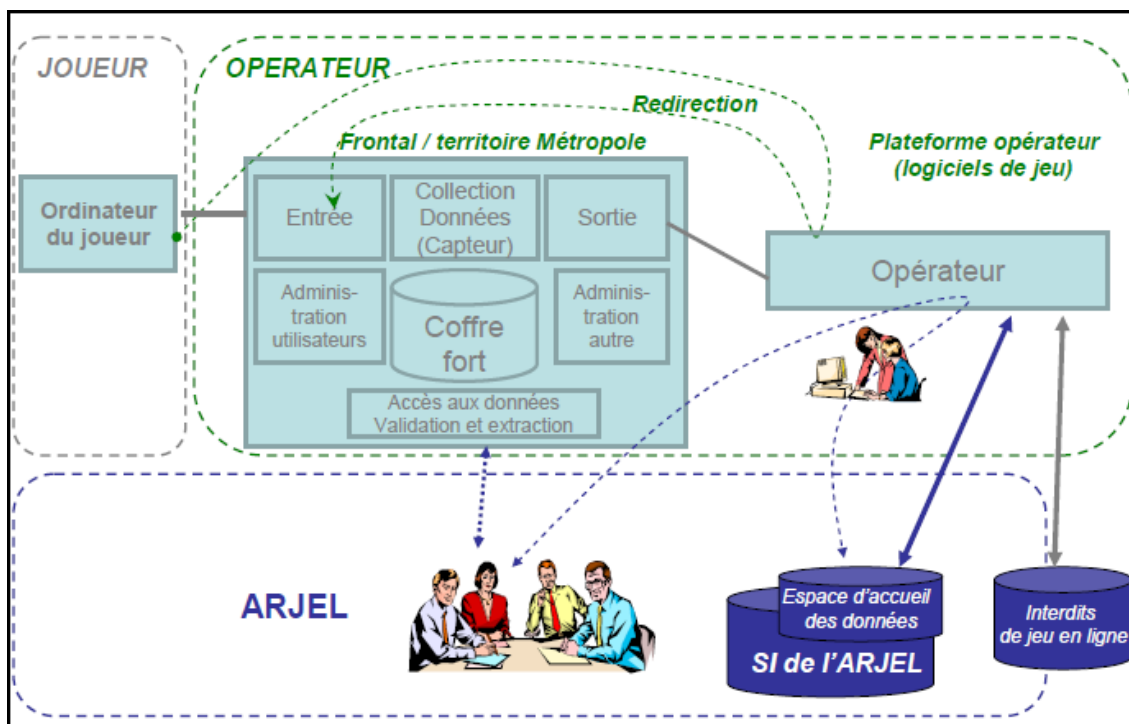 JOUEUR
OPERATEUR
Redirection
Frontal / territoire Métropole
Plateforme opérateur
(logiciels de jeu)
Ordinateur
du joueur
Entrée
Collection
Données
(Capteur)
Sortie
Opérateur
Adminis-
tration
utilisateurs
Coffre
fort
Adminis-
tration
autre
Accès aux données
Validation et extraction
ARJEL
Espace d'accueil
des données
SI de l'ARJEL
Interdits
de jeu en ligne